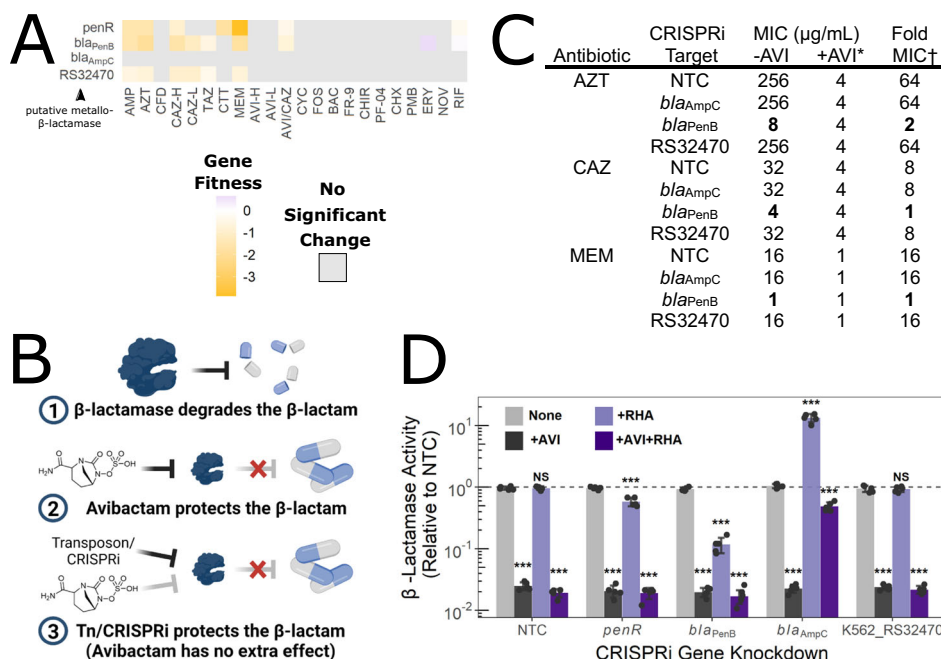 A
penR
blaPenB
blaAmpC
RS32470
putative metallo-
β-lactamase
AMP
AZT
CFD
CAZ-H
CAZ-L
TAZ
CTT
MEM
AVI-H
AVI-L
AVI/CAZ
CYC
FOS
BAC
FR-9
CHIR
PF-04
CHX
PMB
ERY
NOV
RIF
Gene
Fitness
0
-1
-2
-3
No
Significant
Change
B
1 β-lactamase degrades the β-lactam
H₂N O N O N O S O OH
2 Avibactam protects the β-lactam
Transposon/
CRISPRi
H₂N O N O N O S O OH
3 Tn/CRISPRi protects the β-lactam
(Avibactam has no extra effect)
C
CRISPRi MIC (µg/mL) Fold
Antibiotic Target -AVI +AVI* MIC†
AZT NTC 256 4 64
blaAmpC 256 4 64
blaPenB 8 4 2
RS32470 256 4 64
CAZ NTC 32 4 8
blaAmpC 32 4 8
blaPenB 4 4 1
RS32470 32 4 8
MEM NTC 16 1 16
blaAmpC 16 1 16
blaPenB 1 1 1
RS32470 16 1 16
D
β -Lactamase Activity
(Relative to NTC)
None +RHA
+AVI +AVI+RHA
10¹
10⁰
10⁻¹
10⁻²
NS *** *** *** NS
***
*** *** *** *** *** *** *** *** ***
NTC penR blaPenB blaAmpC K562_RS32470
CRISPRi Gene Knockdown